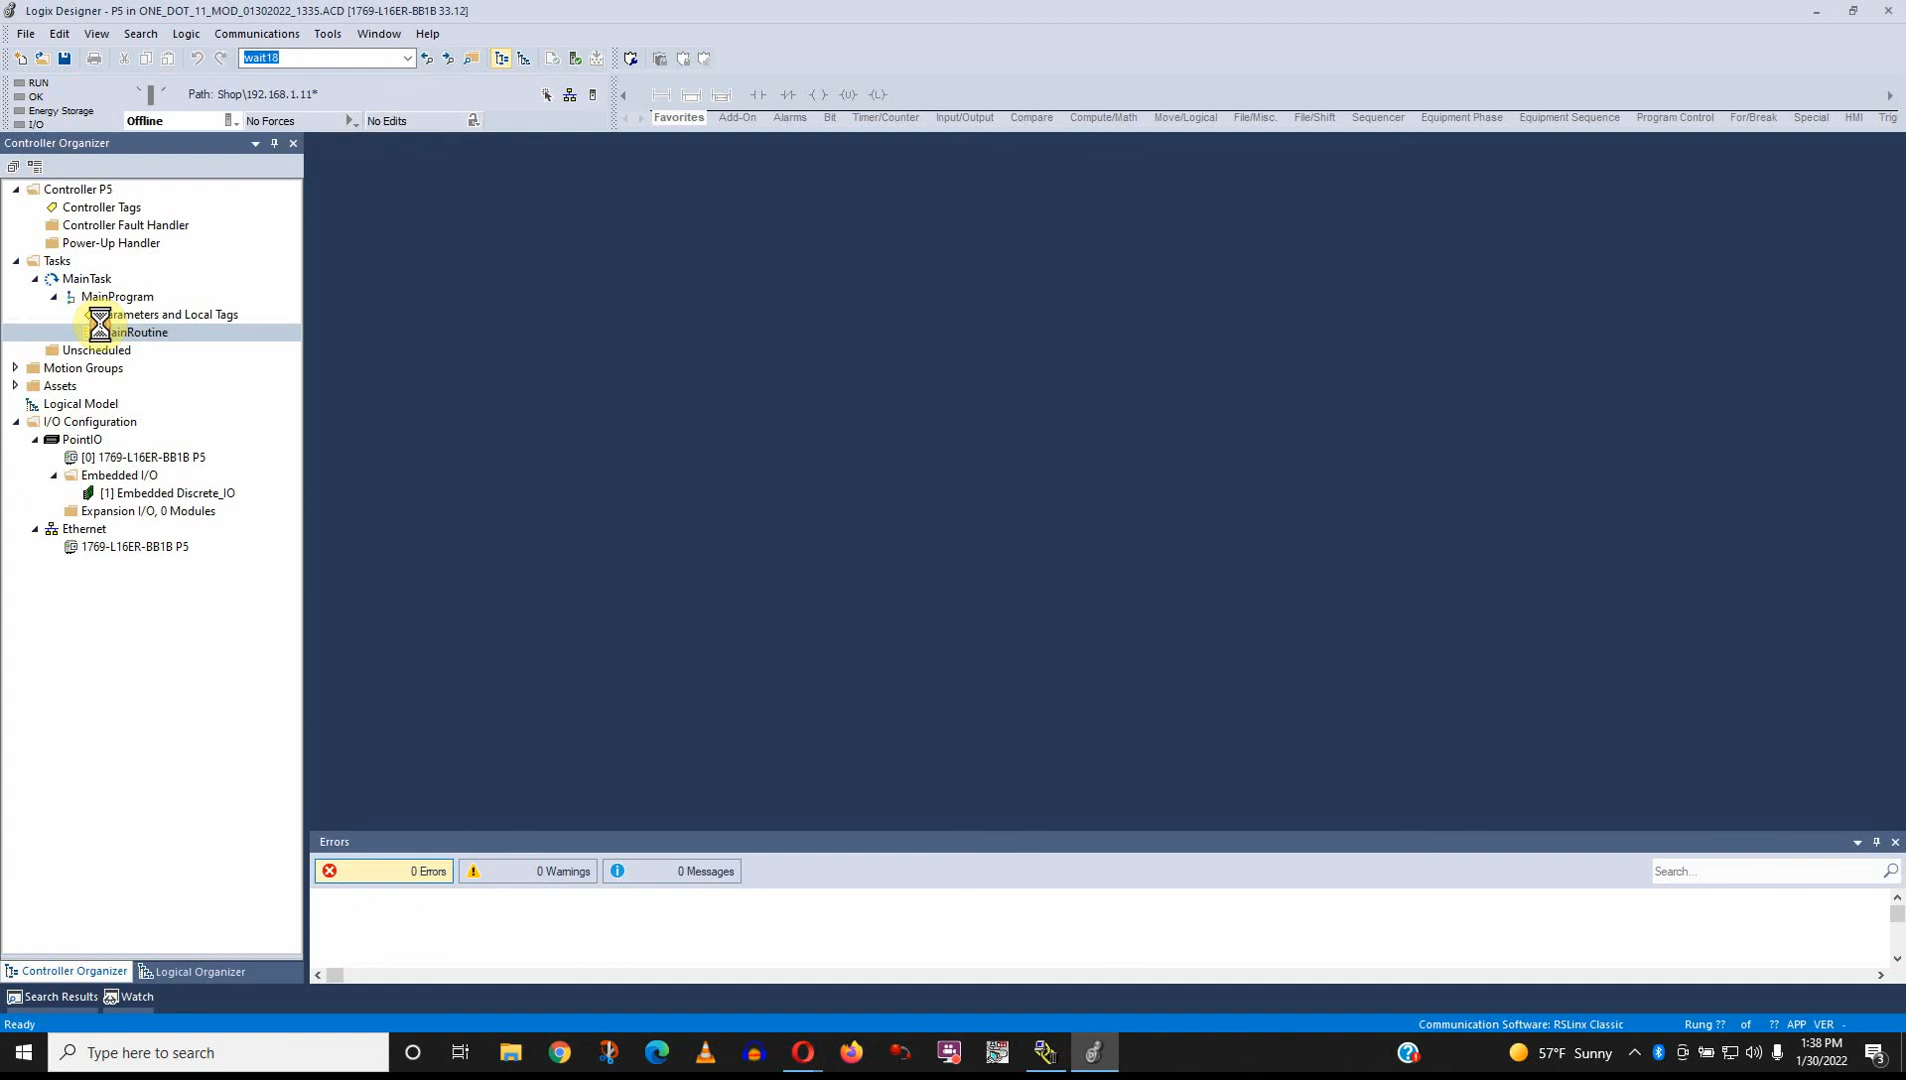 Logix Designer - P5 in ONE_DOT_11_MOD_01302022_1335.ACD [1769-L16ER-BB1B 33.12]
File Edit View Search Logic Communications Tools Window Help
wait18
RUN
OK
Energy Storage
I/O
Path: Shop\192.168.1.11*
Offline No Forces No Edits
Favorites Add-On Alarms Bit Timer/Counter Input/Output Compare Compute/Math Move/Logical File/Misc. File/Shift Sequencer Equipment Phase Equipment Sequence Program Control For/Break Special HMI Trig
Controller Organizer
Controller P5
Controller Tags
Controller Fault Handler
Power-Up Handler
Tasks
MainTask
MainProgram
rameters and Local Tags
ainRoutine
Unscheduled
Motion Groups
Assets
Logical Model
I/O Configuration
PointIO
[0] 1769-L16ER-BB1B P5
Embedded I/O
[1] Embedded Discrete_IO
Expansion I/O, 0 Modules
Ethernet
1769-L16ER-BB1B P5
Errors
0 Errors 0 Warnings 0 Messages Search...
Controller Organizer Logical Organizer
Search Results Watch
Ready Communication Software: RSLinx Classic Rung ?? of ?? APP VER -
Type here to search 57°F Sunny 1:38 PM
1/30/2022 3